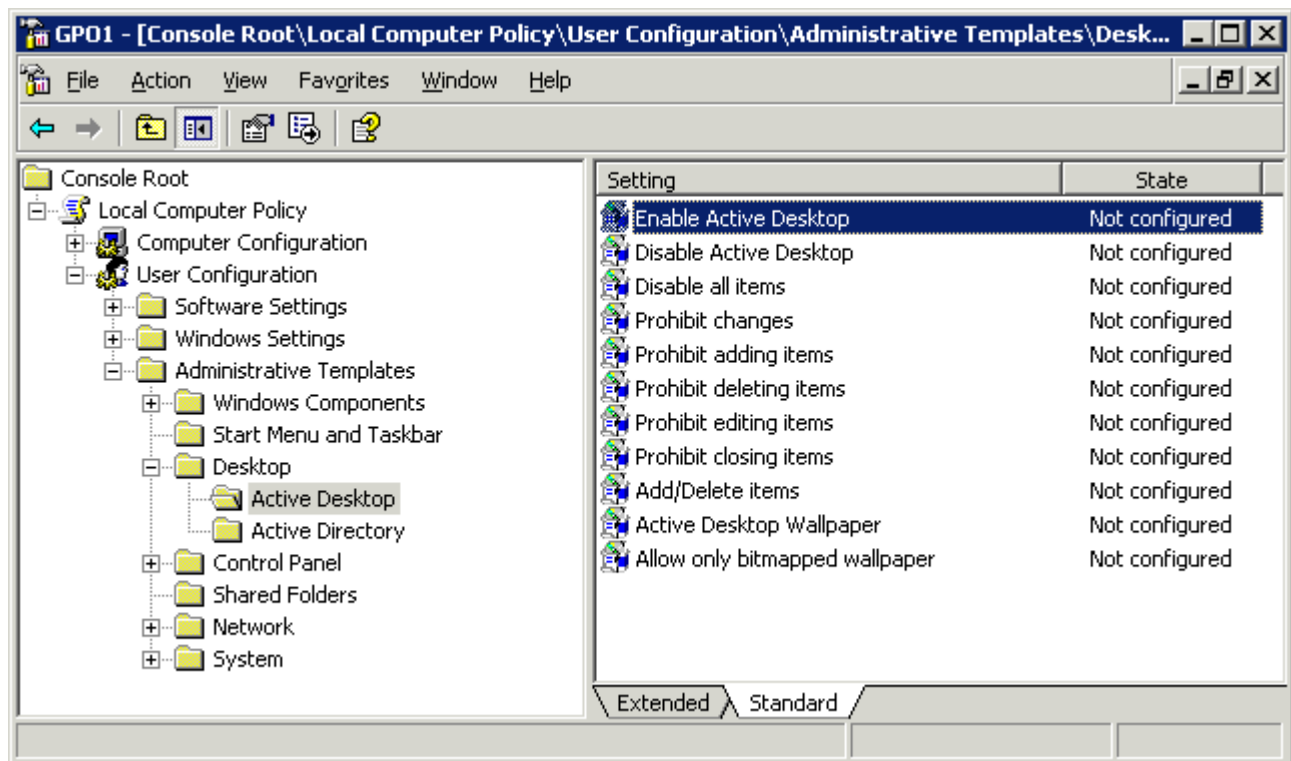 GPO1 - [Console Root\Local Computer Policy\User Configuration\Administrative Templates\Desk...
File Action View Favorites Window Help
Console Root
Local Computer Policy
Computer Configuration
User Configuration
Software Settings
Windows Settings
Administrative Templates
Windows Components
Start Menu and Taskbar
Desktop
Active Desktop
Active Directory
Control Panel
Shared Folders
Network
System
Setting State
Enable Active Desktop Not configured
Disable Active Desktop Not configured
Disable all items Not configured
Prohibit changes Not configured
Prohibit adding items Not configured
Prohibit deleting items Not configured
Prohibit editing items Not configured
Prohibit closing items Not configured
Add/Delete items Not configured
Active Desktop Wallpaper Not configured
Allow only bitmapped wallpaper Not configured
Extended Standard